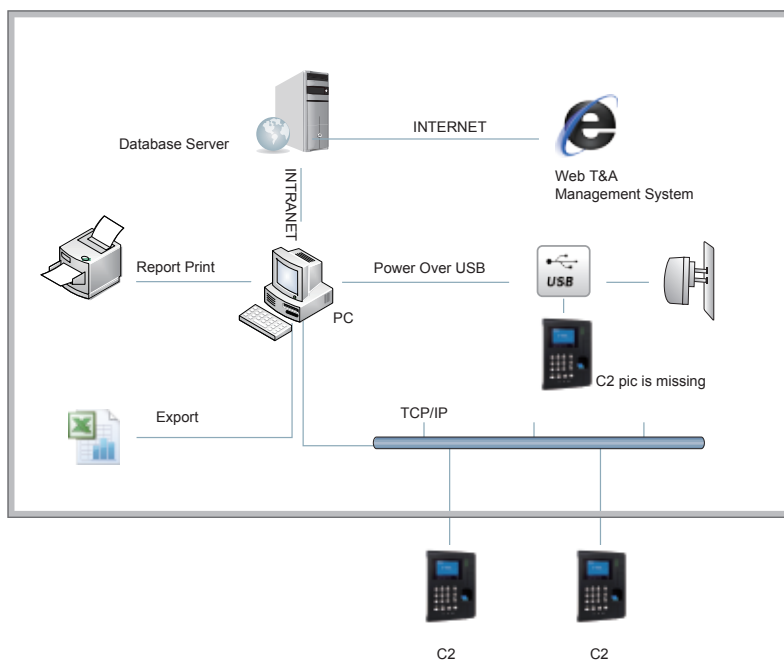 INTERNET
Database Server
Web T&A
Management System
INTRANET
Report Print
Power Over USB
USB
PC
C2 pic is missing
Export
TCP/IP
C2
C2